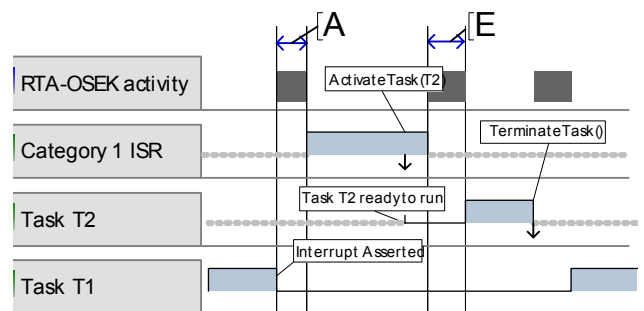 A
E
RTA-OSEK activity
ActivateTask(T2)
Category 1 ISR
TerminateTask()
Task T2 ready to run
Task T2
Interrupt Asserted
Task T1